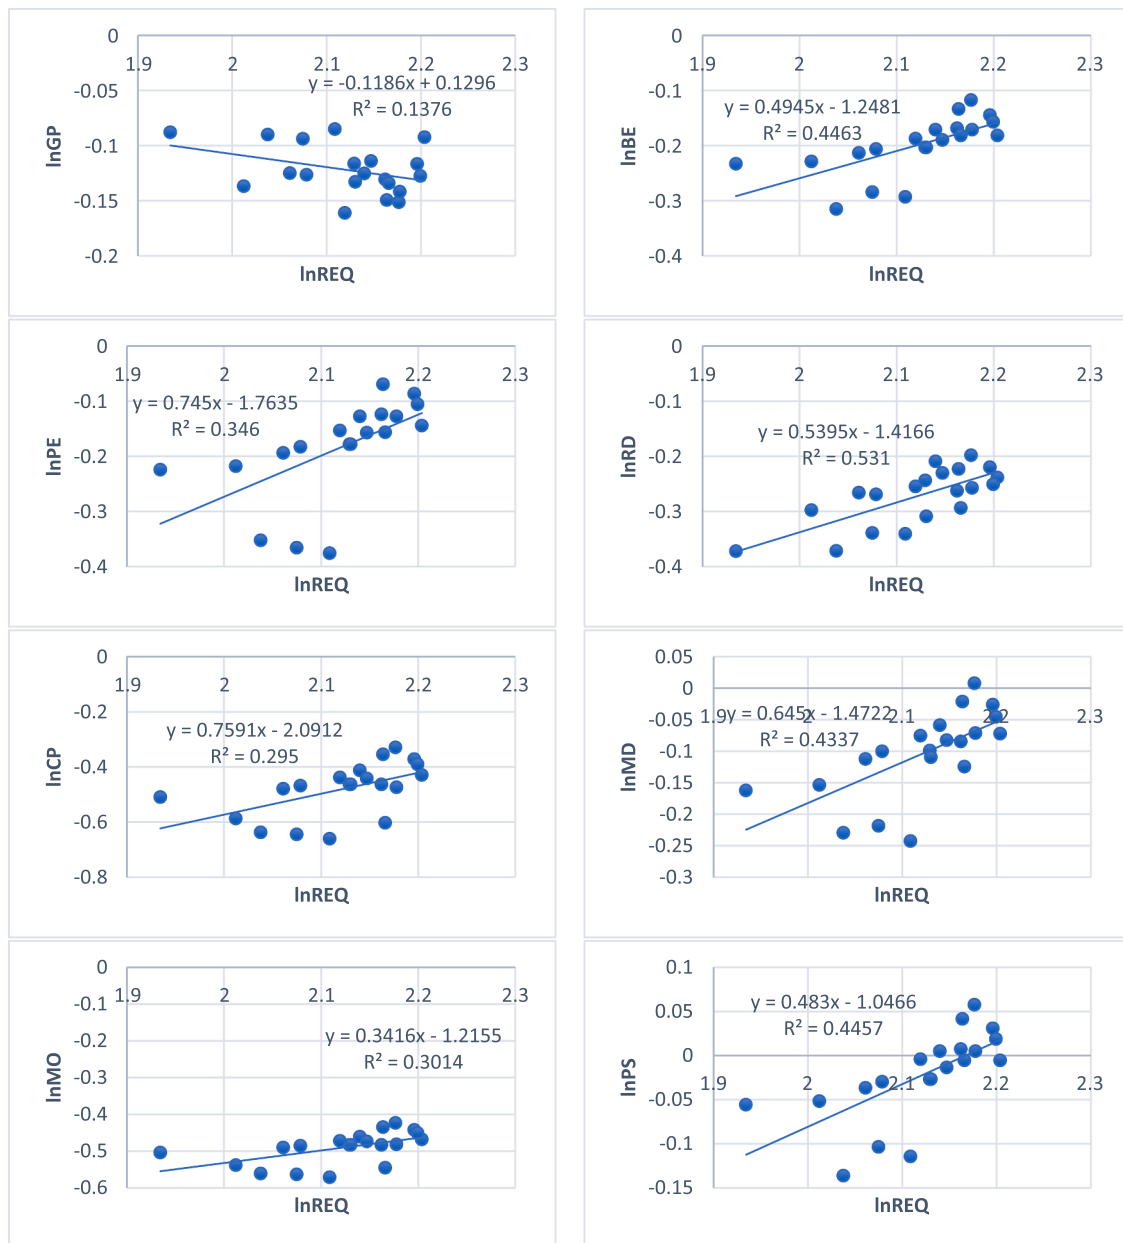 0
1.9 2 2.1 2.2 2.3
y = -0.1186x + 0.1296
R² = 0.1376
-0.05
-0.1
-0.15
-0.2
lnGP
lnREQ
0
1.9 2 2.1 2.2 2.3
y = 0.4945x - 1.2481
R² = 0.4463
-0.1
-0.2
-0.3
-0.4
lnBE
lnREQ
0
1.9 2 2.1 2.2 2.3
y = 0.745x - 1.7635
R² = 0.346
-0.1
-0.2
-0.3
-0.4
lnPE
lnREQ
0
1.9 2 2.1 2.2 2.3
y = 0.5395x - 1.4166
R² = 0.531
-0.1
-0.2
-0.3
-0.4
lnRD
lnREQ
0
1.9 2 2.1 2.2 2.3
y = 0.7591x - 2.0912
R² = 0.295
-0.2
-0.4
-0.6
-0.8
lnCP
lnREQ
0.05
0
1.9 2 2.1 2.2 2.3
y = 0.645x - 1.4722
R² = 0.4337
-0.05
-0.1
-0.15
-0.2
-0.25
-0.3
lnMD
lnREQ
0
1.9 2 2.1 2.2 2.3
y = 0.3416x - 1.2155
R² = 0.3014
-0.1
-0.2
-0.3
-0.4
-0.5
-0.6
lnMO
lnREQ
0.1
y = 0.483x - 1.0466
R² = 0.4457
0.05
0
1.9 2 2.1 2.2 2.3
-0.05
-0.1
-0.15
lnPS
lnREQ